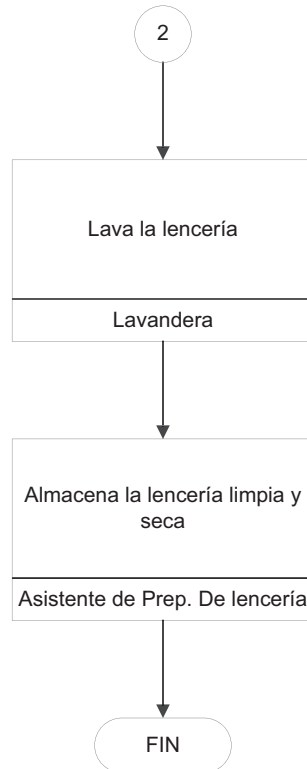 2
Lava la lencería
Lavandera
Almacena la lencería limpia y
seca
Asistente de Prep. De lencería
FIN